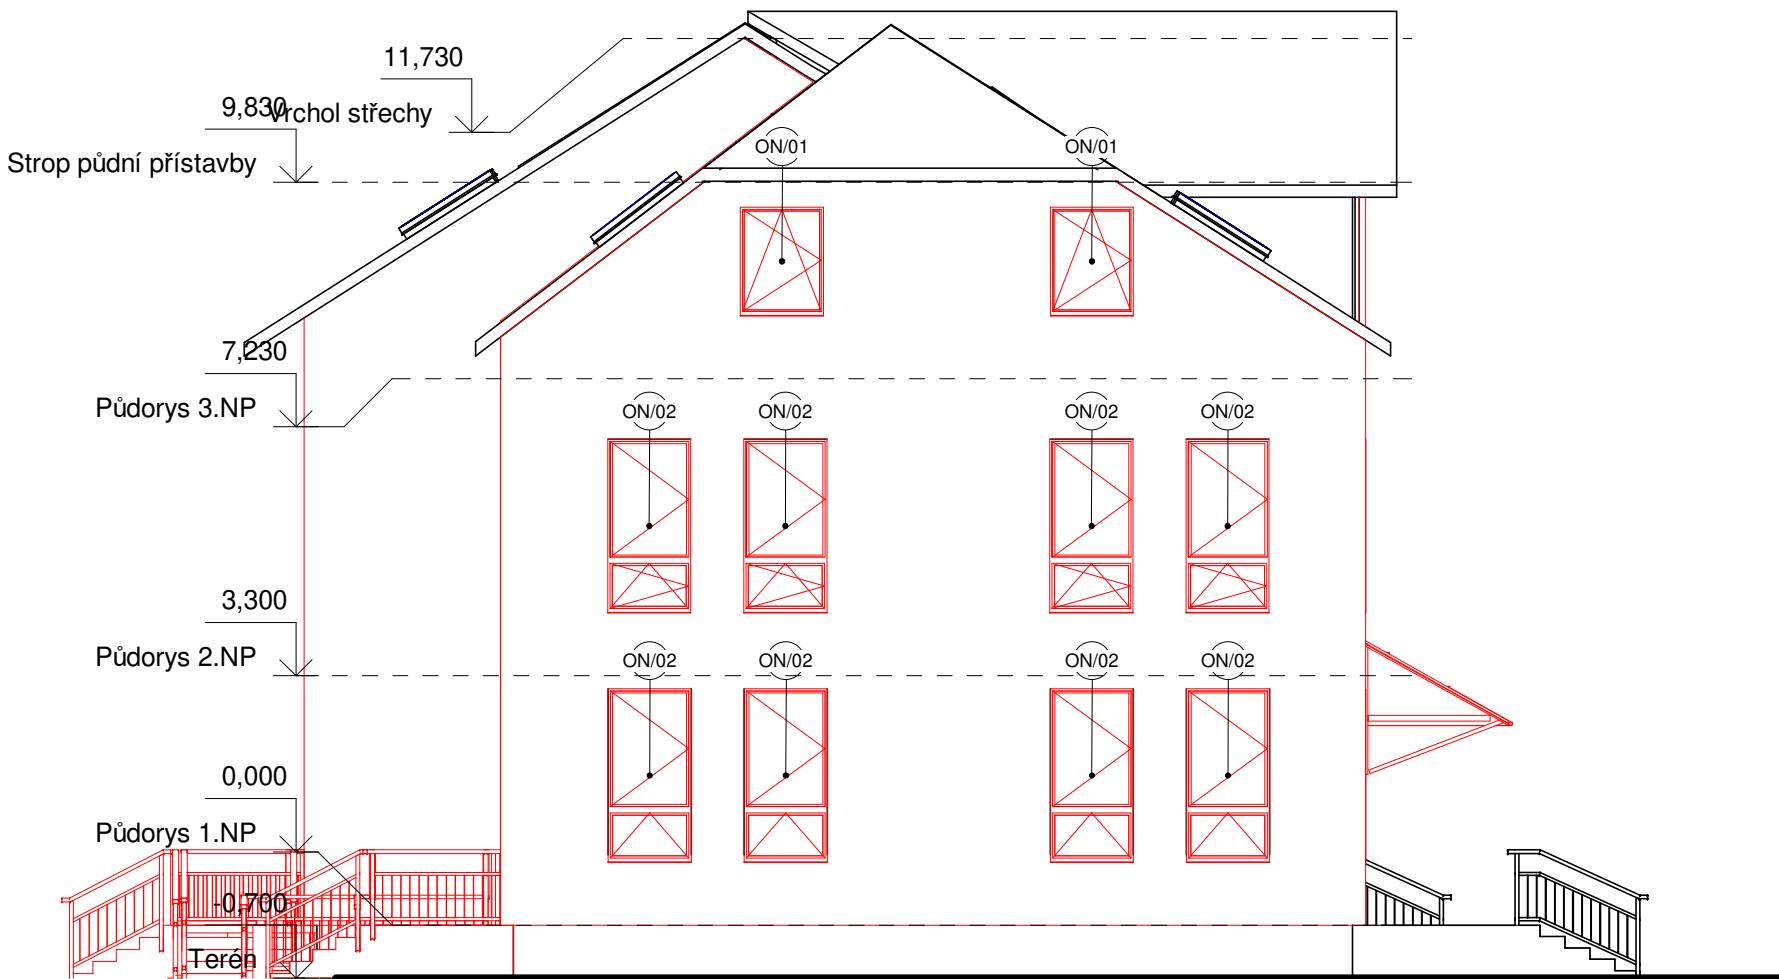 11,730
Vrchol střechy
9,830
Strop půdní přístavby
ON/01 ON/01
7,230
Půdorys 3.NP
ON/02 ON/02 ON/02 ON/02
3,300
Půdorys 2.NP
ON/02 ON/02 ON/02 ON/02
0,000
Půdorys 1.NP
-0,700
Terén